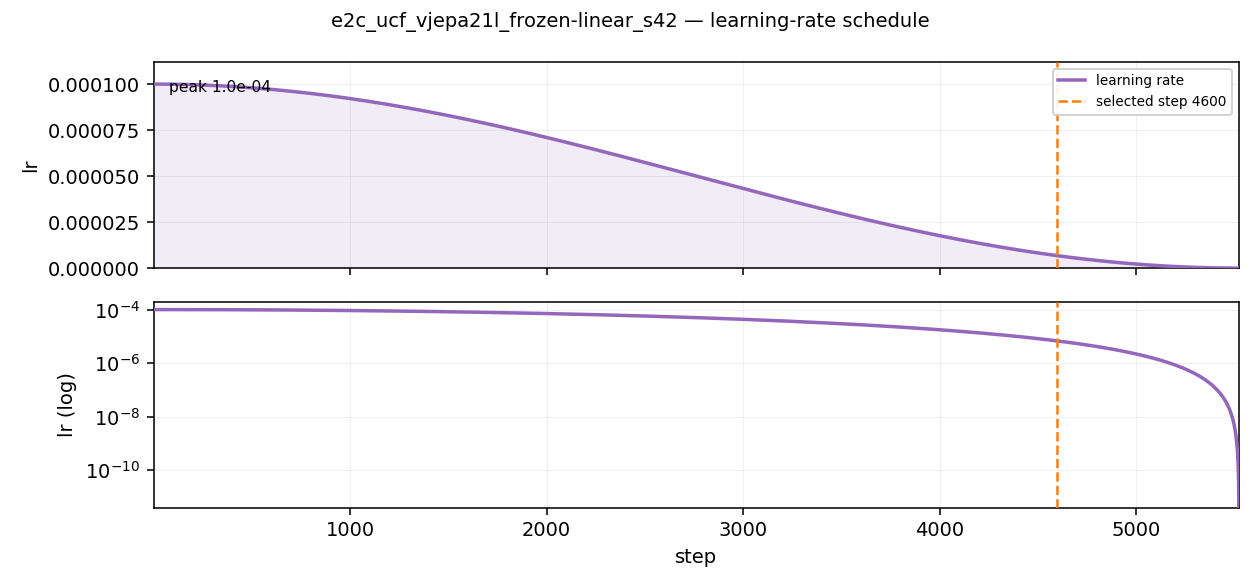 e2c_ucf_vjepa21l_frozen-linear_s42 — learning-rate schedule
peak 1.0e-04
learning rate
selected step 4600
lr
0.000100
0.000075
0.000050
0.000025
0.000000
lr (log)
10⁻⁴
10⁻⁶
10⁻⁸
10⁻¹⁰
1000 2000 3000 4000 5000
step